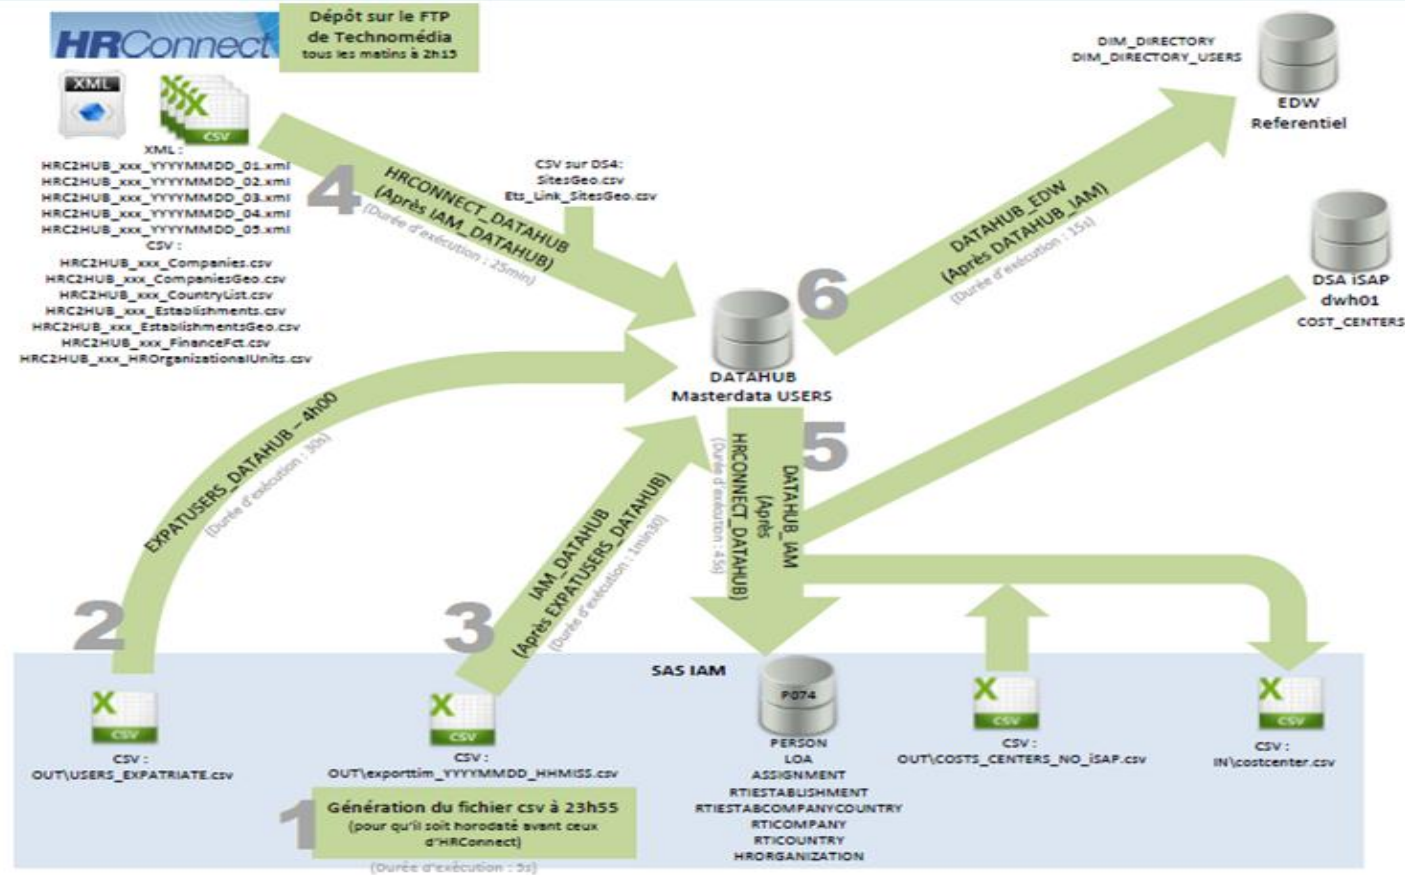 HRConnect
Dépôt sur le FTP
de Technomédia
tous les matins à 2h15
XML
CSV
XML :
HRC2HUB_xxx_YYYYMMDD_01.xml
HRC2HUB_xxx_YYYYMMDD_02.xml
HRC2HUB_xxx_YYYYMMDD_03.xml
HRC2HUB_xxx_YYYYMMDD_04.xml
HRC2HUB_xxx_YYYYMMDD_05.xml
CSV :
HRC2HUB_xxx_Companies.csv
HRC2HUB_xxx_CompaniesGeo.csv
HRC2HUB_xxx_CountryList.csv
HRC2HUB_xxx_Establishments.csv
HRC2HUB_xxx_EstablishmentsGeo.csv
HRC2HUB_xxx_FinanceFct.csv
HRC2HUB_xxx_HROrganizationalUnits.csv
4
HRCONNECT_DATAHUB
(Après IAM_DATAHUB)
(Durée d'exécution : 25min)
CSV sur DS4:
SitesGeo.csv
Ets_Link_SitesGeo.csv
DIM_DIRECTORY
DIM_DIRECTORY_USERS
EDW
Referentiel
6
DATAHUB_EDW
(Après DATAHUB_IAM)
(Durée d'exécution : 15s)
DSA iSAP
dwh01
COST_CENTERS
DATAHUB
Masterdata USERS
2
EXPATUSERS_DATAHUB – 4h00
(Durée d'exécution : 30s)
3
IAM_DATAHUB
(Après EXPATUSERS_DATAHUB)
(Durée d'exécution : 1min30)
5
DATAHUB_IAM
(Après
HRCONNECT_DATAHUB)
(Durée d'exécution : 45s)
SAS IAM
CSV
CSV :
OUT\USERS_EXPATRIATE.csv
CSV
CSV :
OUT\exporttim_YYYYMMDD_HHMISS.csv
1
Génération du fichier csv à 23h55
(pour qu'il soit horodaté avant ceux
d'HRConnect)
(Durée d'exécution : 5s)
P074
PERSON
LOA
ASSIGNMENT
RTIESTABLISHMENT
RTIESTABCOMPANYCOUNTRY
RTICOMPANY
RTICOUNTRY
HRORGANIZATION
CSV
CSV :
OUT\COSTS_CENTERS_NO_iSAP.csv
CSV
CSV :
IN\costcenter.csv